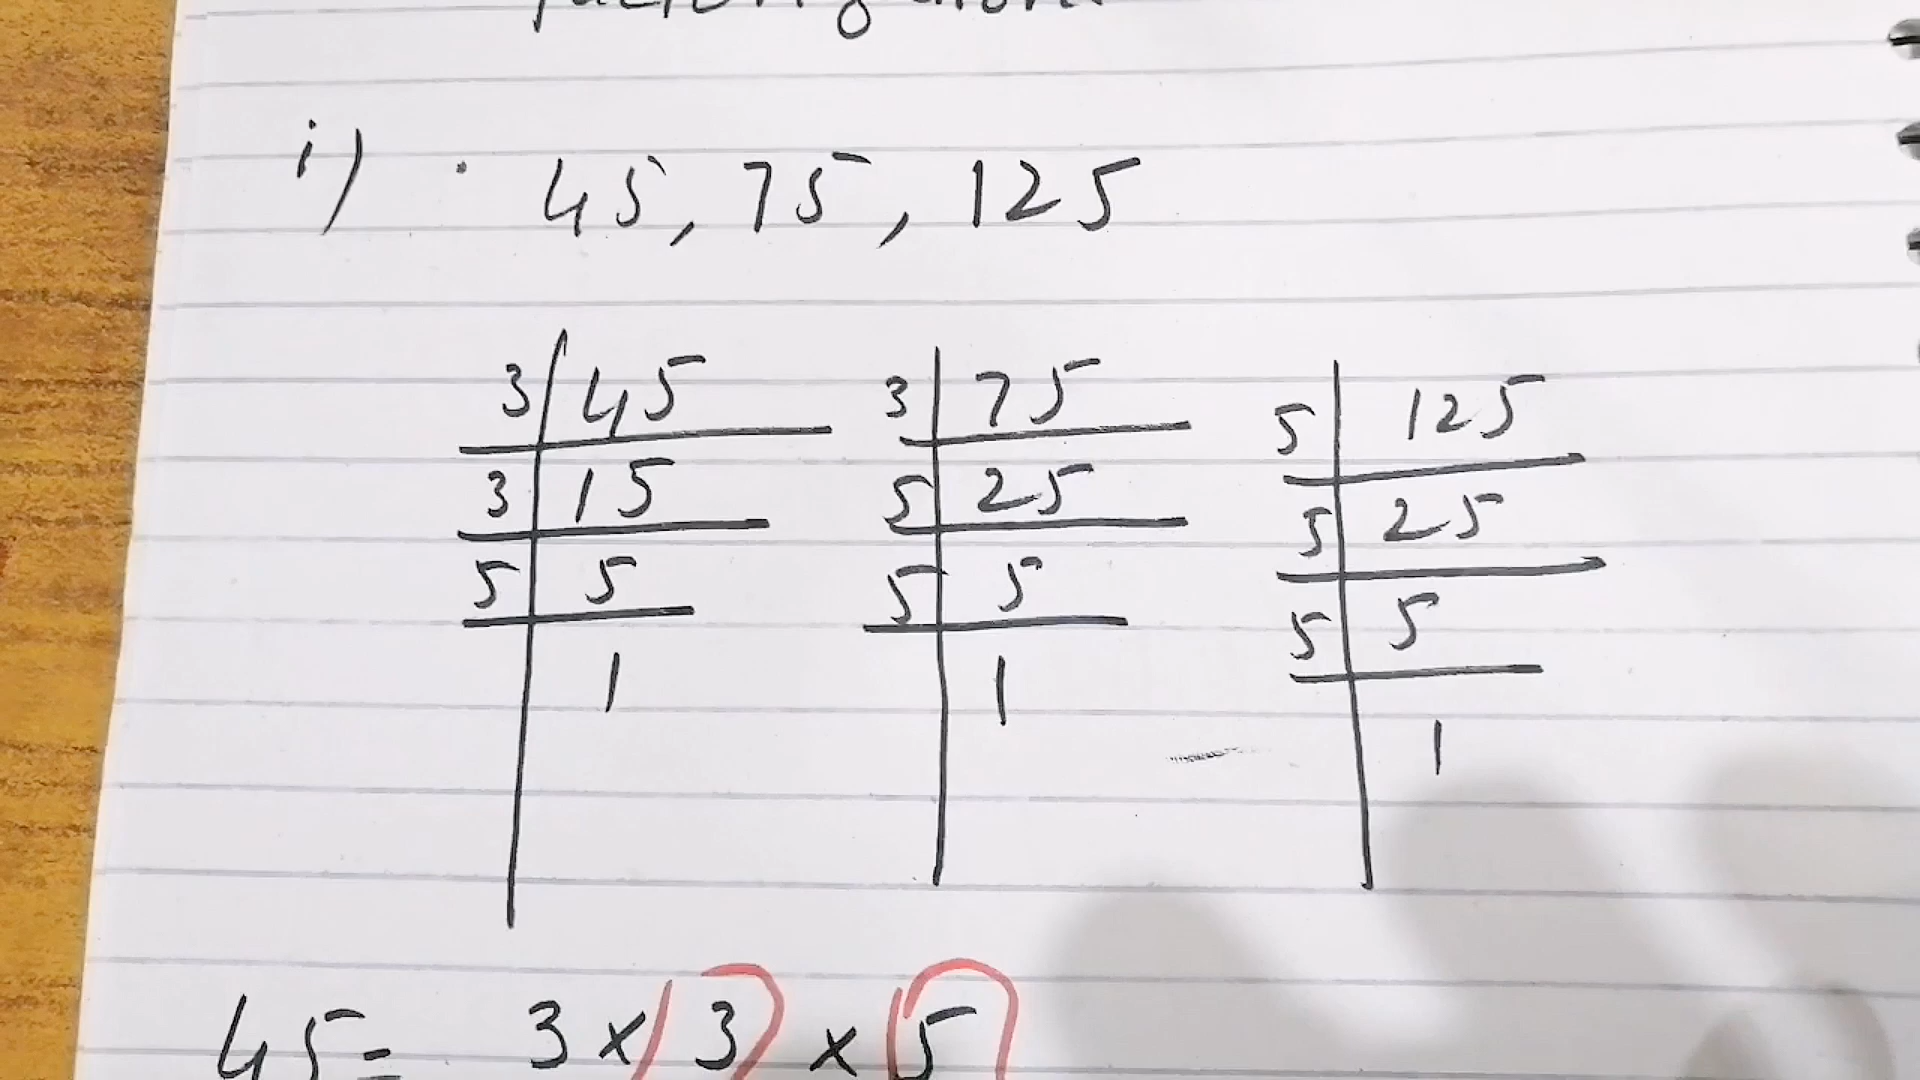 i) 45, 75, 125
3 45 3 75 5 125
3 15 5 25 5 25
5 5 5 5 5 5
1 1 1
45 = 3 × 3 × 5